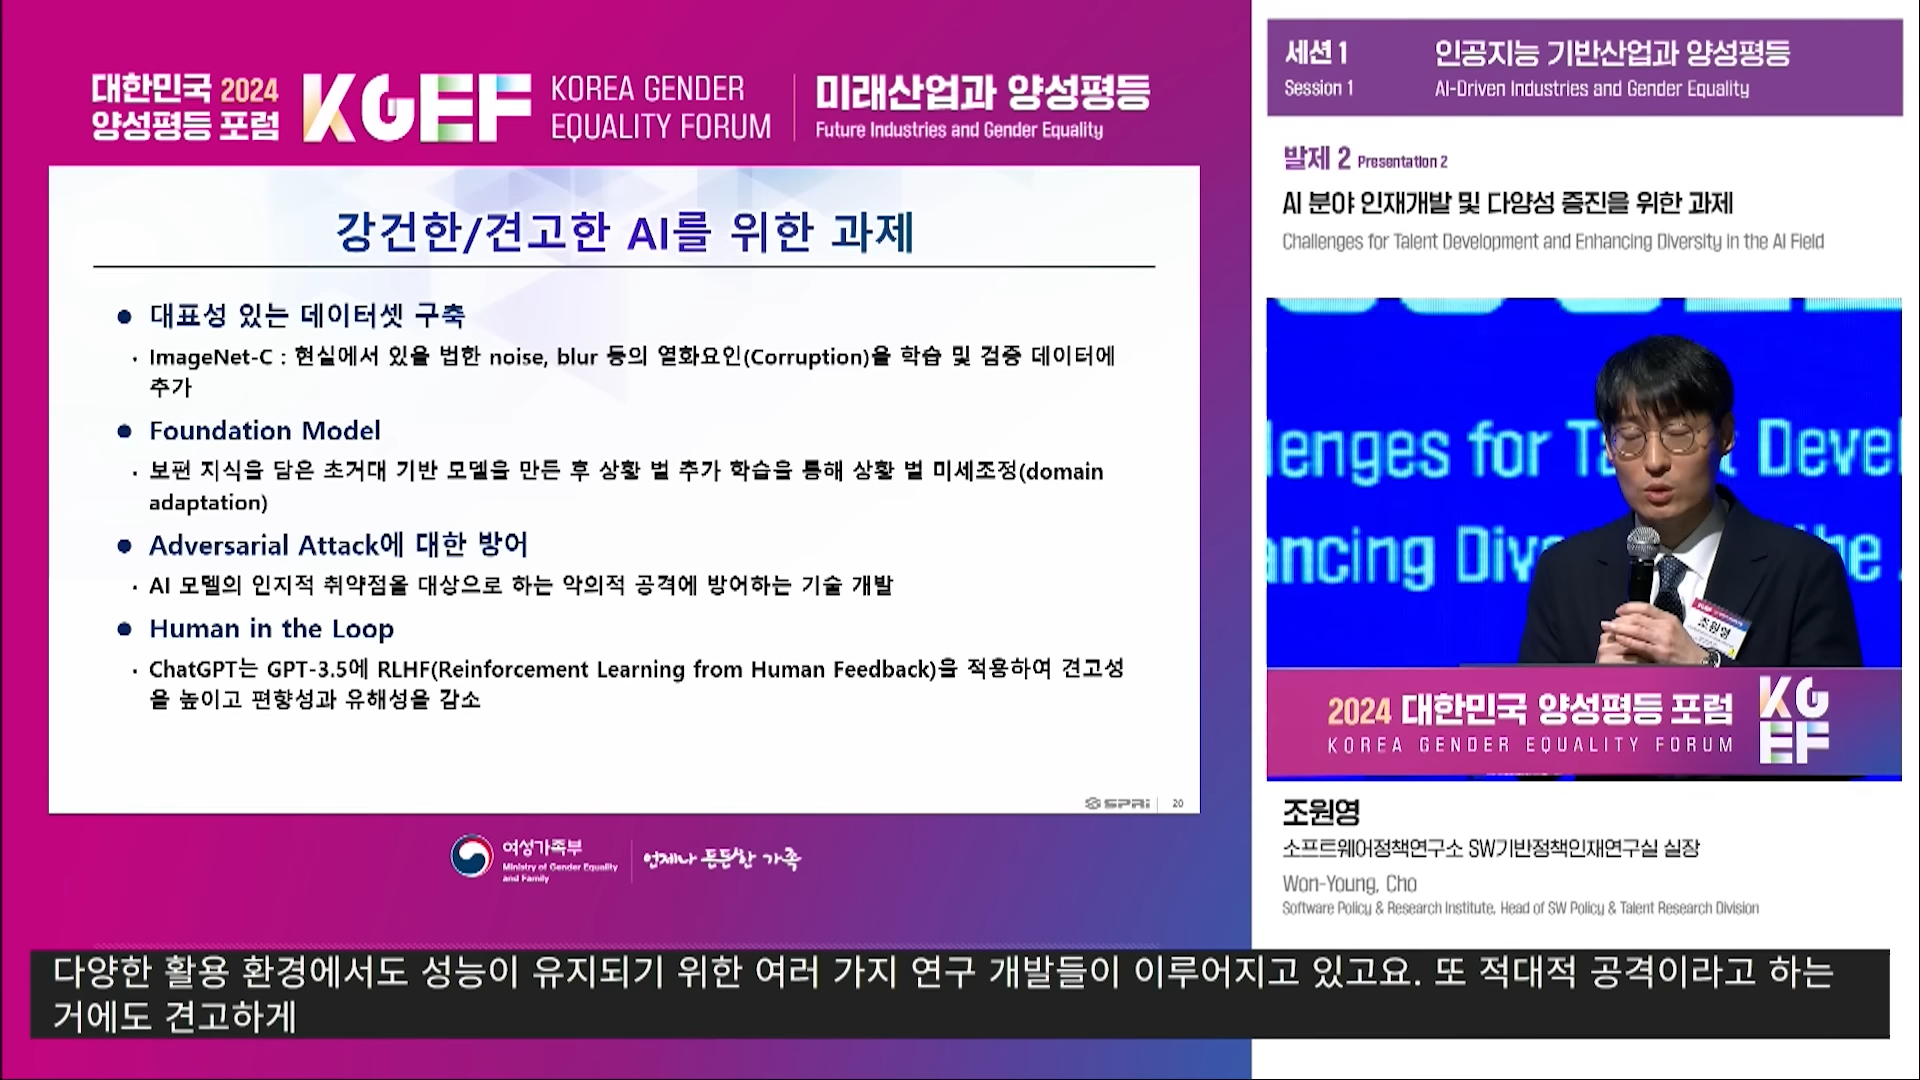 대한민국 2024
양성평등 포럼
KGEF
KOREA GENDER
EQUALITY FORUM
미래산업과 양성평등
Future Industries and Gender Equality
강건한/견고한 AI를 위한 과제
● 대표성 있는 데이터셋 구축
· ImageNet-C : 현실에서 있을 법한 noise, blur 등의 열화요인(Corruption)을 학습 및 검증 데이터에
추가
● Foundation Model
· 보편 지식을 담은 초거대 기반 모델을 만든 후 상황 별 추가 학습을 통해 상황 별 미세조정(domain
adaptation)
● Adversarial Attack에 대한 방어
· AI 모델의 인지적 취약점을 대상으로 하는 악의적 공격에 방어하는 기술 개발
● Human in the Loop
· ChatGPT는 GPT-3.5에 RLHF(Reinforcement Learning from Human Feedback)을 적용하여 견고성
을 높이고 편향성과 유해성을 감소
SPRi 20
여성가족부
Ministry of Gender Equality
and Family
언제나 든든한 가족
세션 1
인공지능 기반산업과 양성평등
Session 1
AI-Driven Industries and Gender Equality
발제 2 Presentation 2
AI 분야 인재개발 및 다양성 증진을 위한 과제
Challenges for Talent Development and Enhancing Diversity in the AI Field
lenges for T Devel
ancing Dive the
조원영
2024 대한민국 양성평등 포럼
KOREA GENDER EQUALITY FORUM
KG
EF
조원영
소프트웨어정책연구소 SW기반정책인재연구실 실장
Won-Young, Cho
Software Policy & Research Institute, Head of SW Policy & Talent Research Division
다양한 활용 환경에서도 성능이 유지되기 위한 여러 가지 연구 개발들이 이루어지고 있고요. 또 적대적 공격이라고 하는
거에도 견고하게